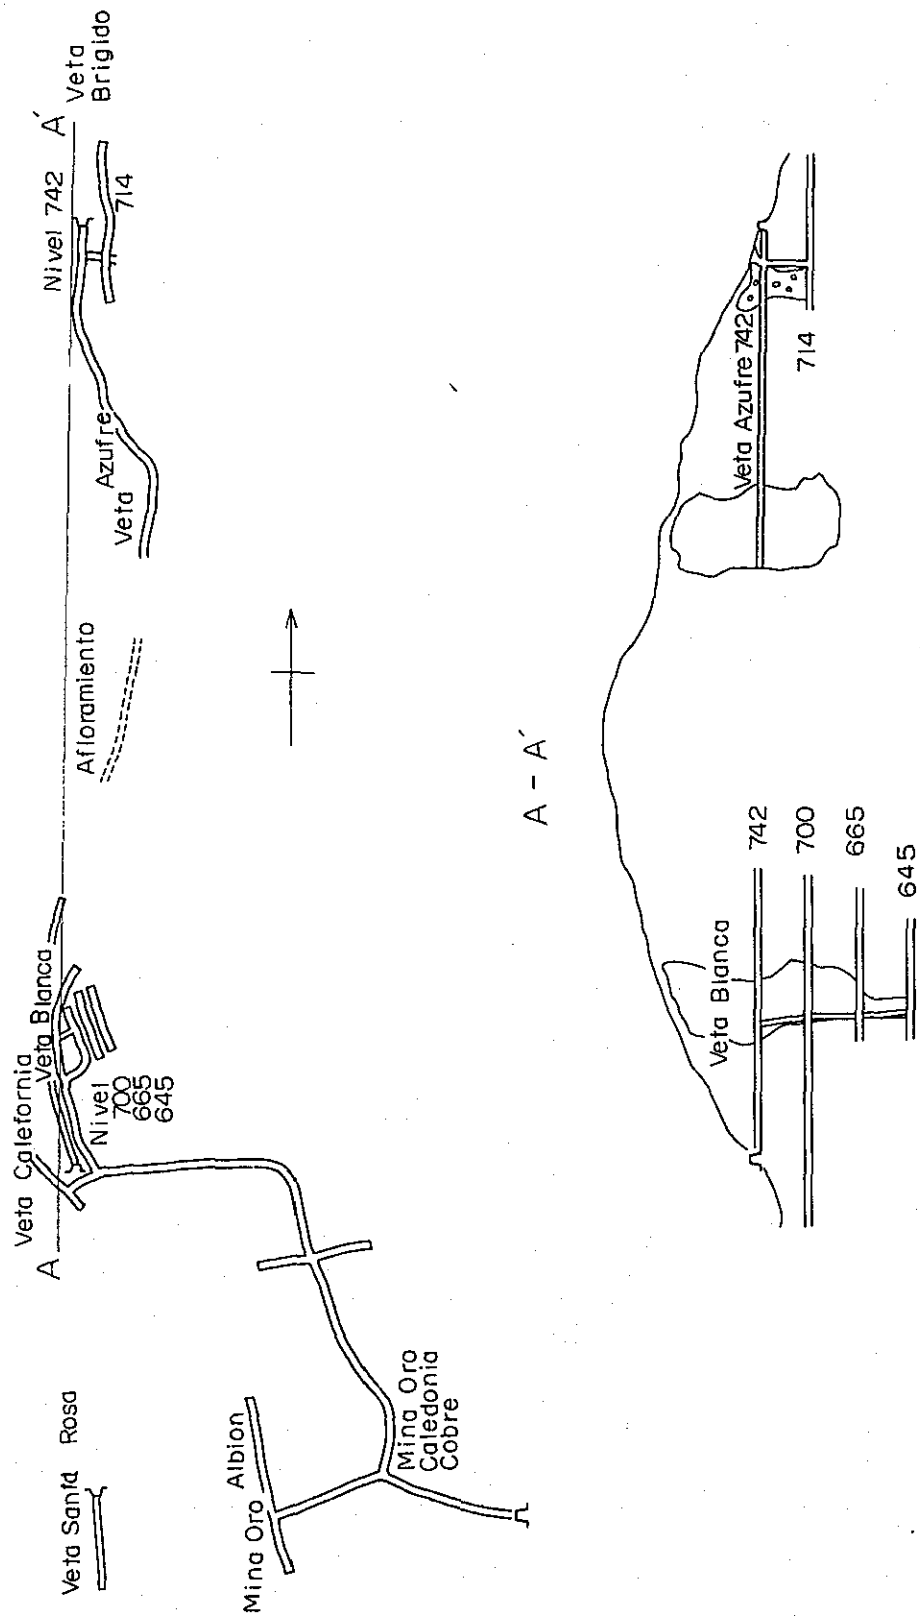 Veta Santa Rosa
Mina Oro Albion
Mina Oro
Caledonia
Cobre
A
Veta Calefornia
Veta Blanca
Nivel
700
665
645
Afloramiento
Veta Azufre
Nivel 742
714
A´
Veta
Brigido
A - A´
Veta Blanca
742
700
665
645
Veta Azufre 742
714